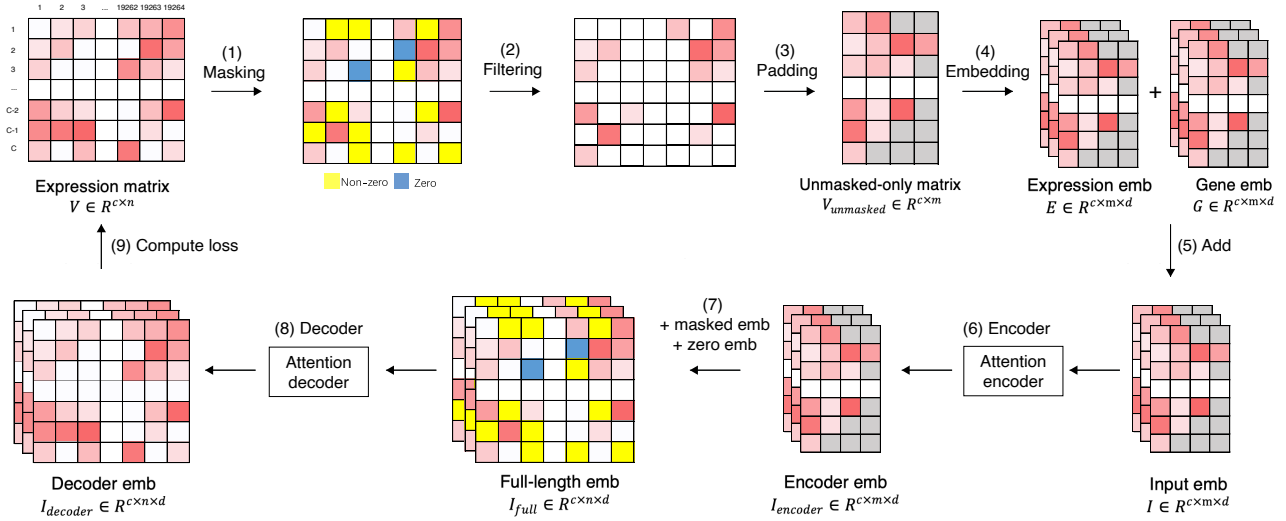 1 2 3 ... 19262 19263 19264
1
2
3
...
C-2
C-1
C
Expression matrix
V ∈ R^{c×n}
(1)
Masking
Non-zero
Zero
(2)
Filtering
(3)
Padding
Unmasked-only matrix
V_{unmasked} ∈ R^{c×m}
(4)
Embedding
Expression emb
E ∈ R^{c×m×d}
+
Gene emb
G ∈ R^{c×m×d}
(5) Add
Input emb
I ∈ R^{c×m×d}
(6) Encoder
Attention
encoder
Encoder emb
I_{encoder} ∈ R^{c×m×d}
(7)
+ masked emb
+ zero emb
Full-length emb
I_{full} ∈ R^{c×n×d}
(8) Decoder
Attention
decoder
Decoder emb
I_{decoder} ∈ R^{c×n×d}
(9) Compute loss